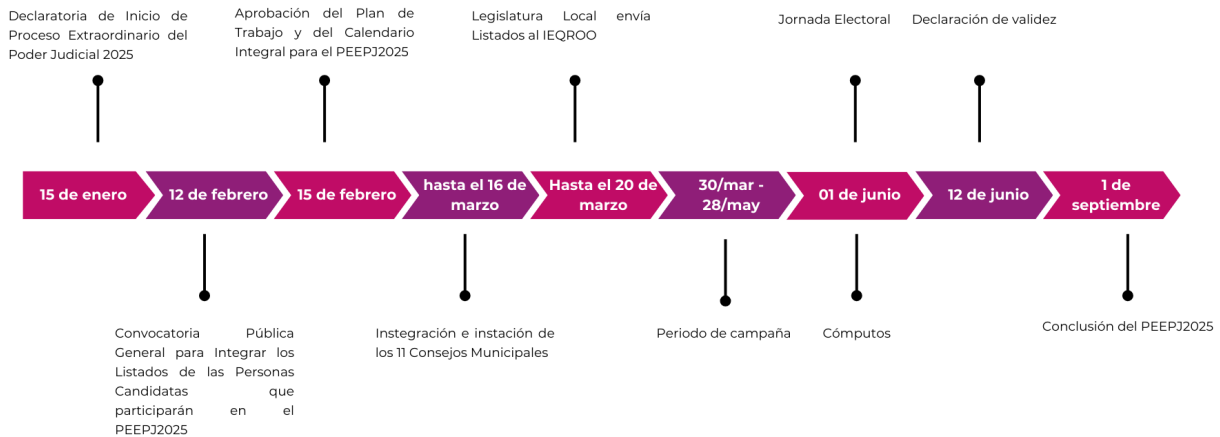 Declaratoria de Inicio de
Proceso Extraordinario del
Poder Judicial 2025
Aprobación del Plan de
Trabajo y del Calendario
Integral para el PEEPJ2025
Legislatura Local envía
Listados al IEQROO
Jornada Electoral
Declaración de validez
15 de enero
12 de febrero
15 de febrero
hasta el 16 de
marzo
Hasta el 20 de
marzo
30/mar -
28/may
01 de junio
12 de junio
1 de
septiembre
Convocatoria Pública
General para Integrar los
Listados de las Personas
Candidatas que
participarán en el
PEEPJ2025
Instegración e instación de
los 11 Consejos Municipales
Periodo de campaña
Cómputos
Conclusión del PEEPJ2025